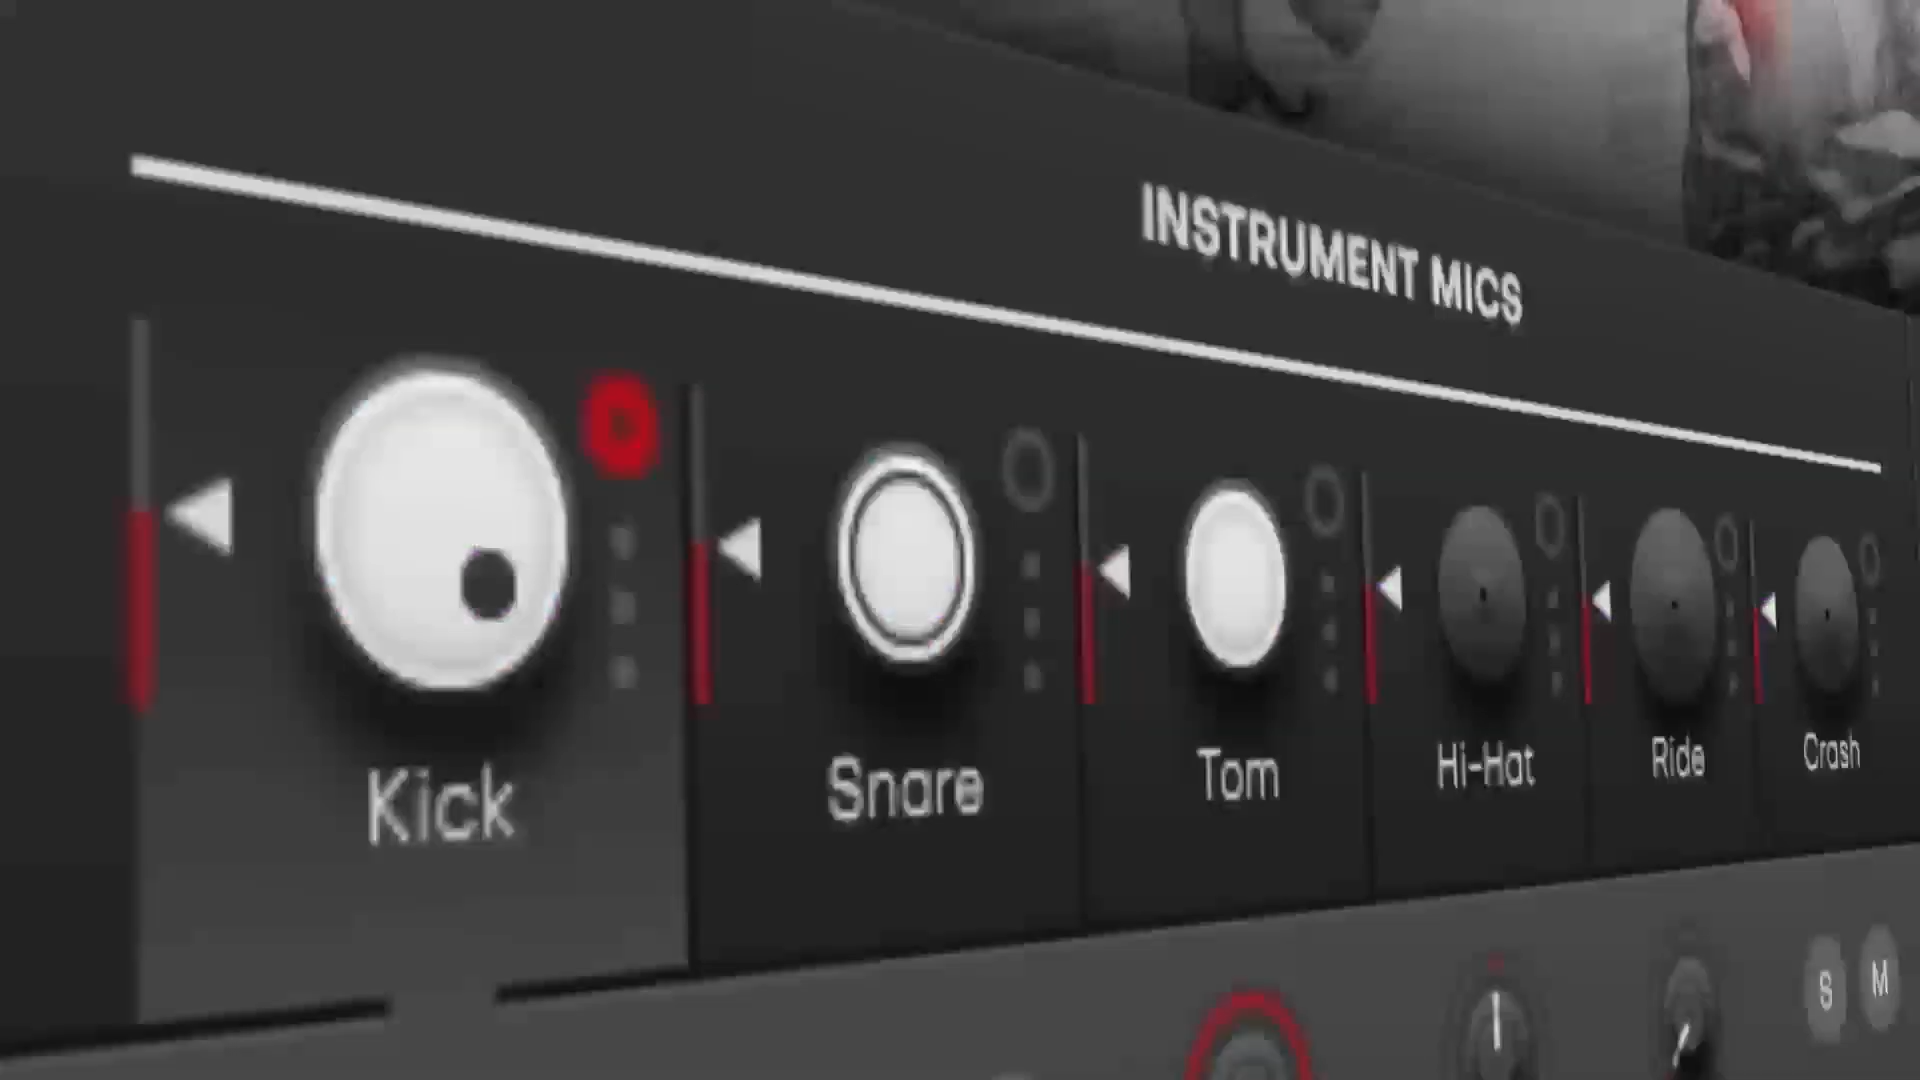 INSTRUMENT MICS
Kick
Snare
Tom
Hi-Hat
Ride
Crash
S
M